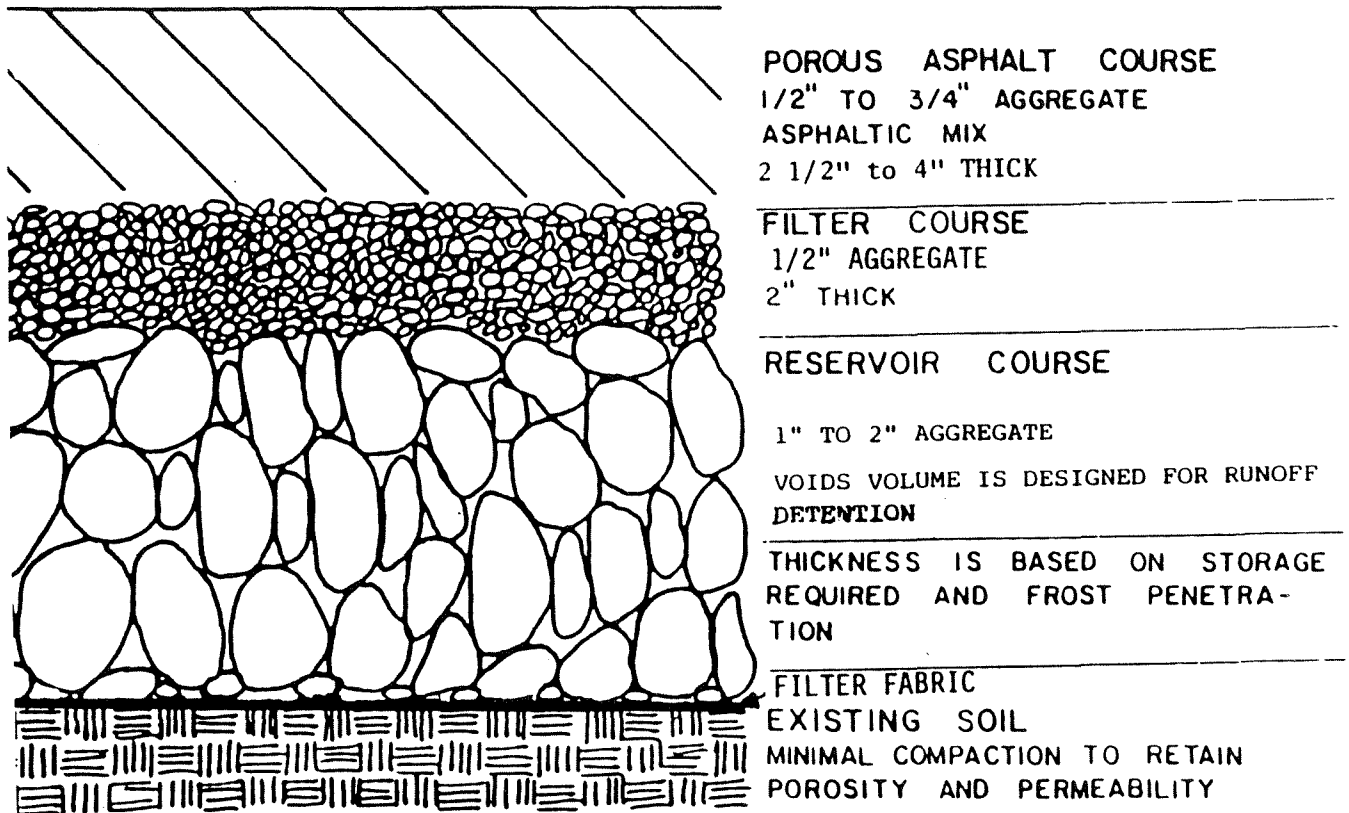 POROUS ASPHALT COURSE
1/2" TO 3/4" AGGREGATE
ASPHALTIC MIX
2 1/2" to 4" THICK
FILTER COURSE
1/2" AGGREGATE
2" THICK
RESERVOIR COURSE
1" TO 2" AGGREGATE
VOIDS VOLUME IS DESIGNED FOR RUNOFF
DETENTION
THICKNESS IS BASED ON STORAGE
REQUIRED AND FROST PENETRA-
TION
FILTER FABRIC
EXISTING SOIL
MINIMAL COMPACTION TO RETAIN
POROSITY AND PERMEABILITY